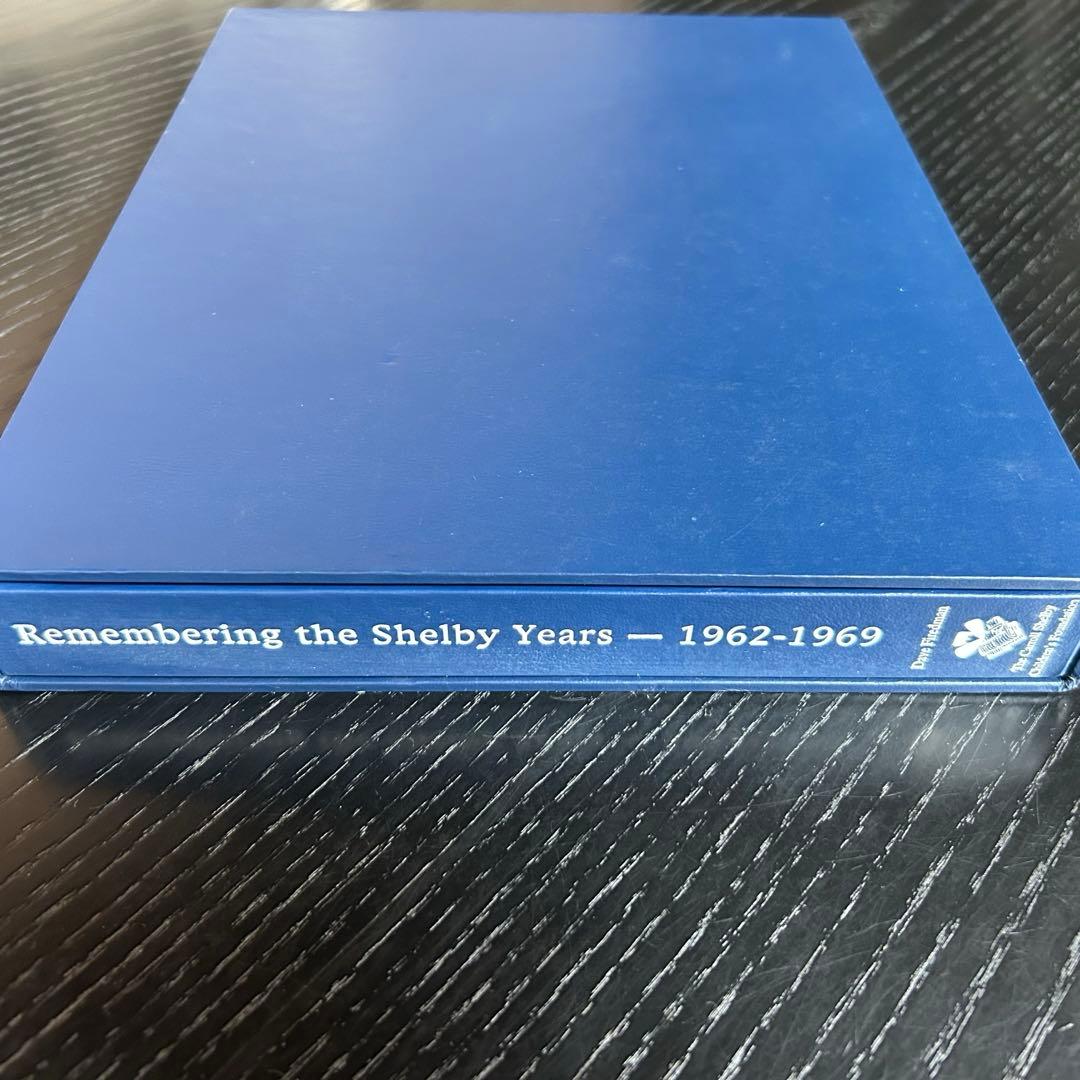 Remembering the Shelby Years — 1962-1969
Dave Friedman
The Carroll Shelby
Children's Foundation